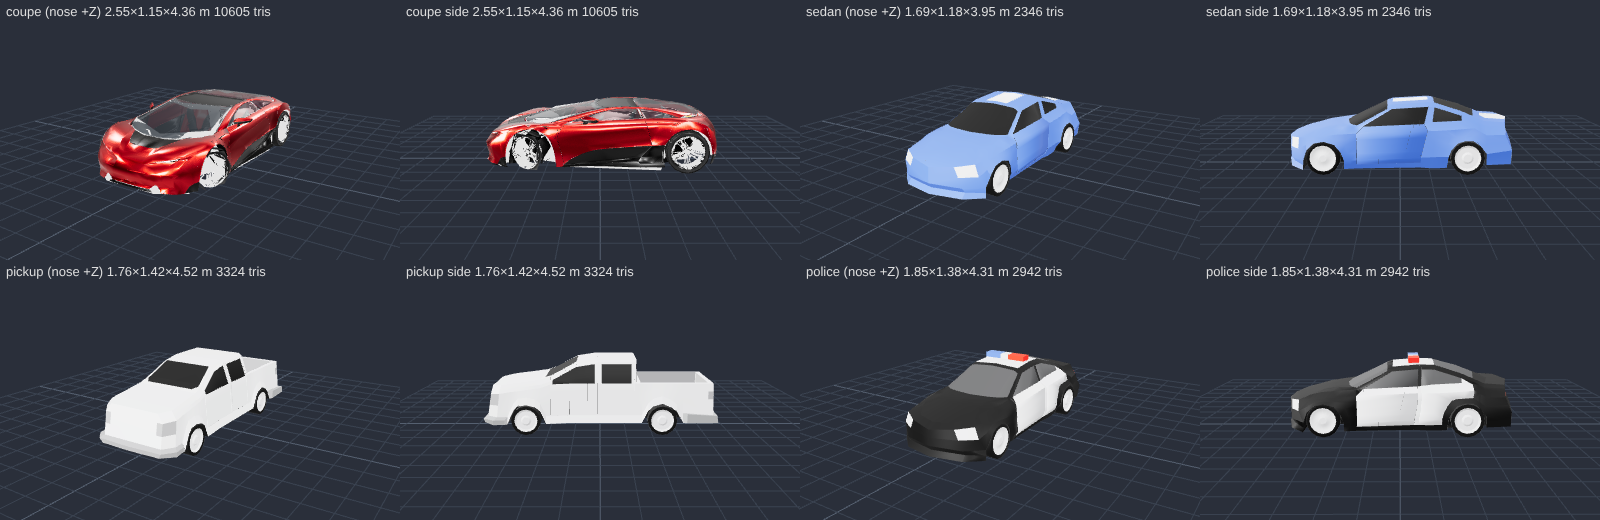 coupe (nose +Z) 2.55×1.15×4.36 m 10605 tris
coupe side 2.55×1.15×4.36 m 10605 tris
sedan (nose +Z) 1.69×1.18×3.95 m 2346 tris
sedan side 1.69×1.18×3.95 m 2346 tris
pickup (nose +Z) 1.76×1.42×4.52 m 3324 tris
pickup side 1.76×1.42×4.52 m 3324 tris
police (nose +Z) 1.85×1.38×4.31 m 2942 tris
police side 1.85×1.38×4.31 m 2942 tris